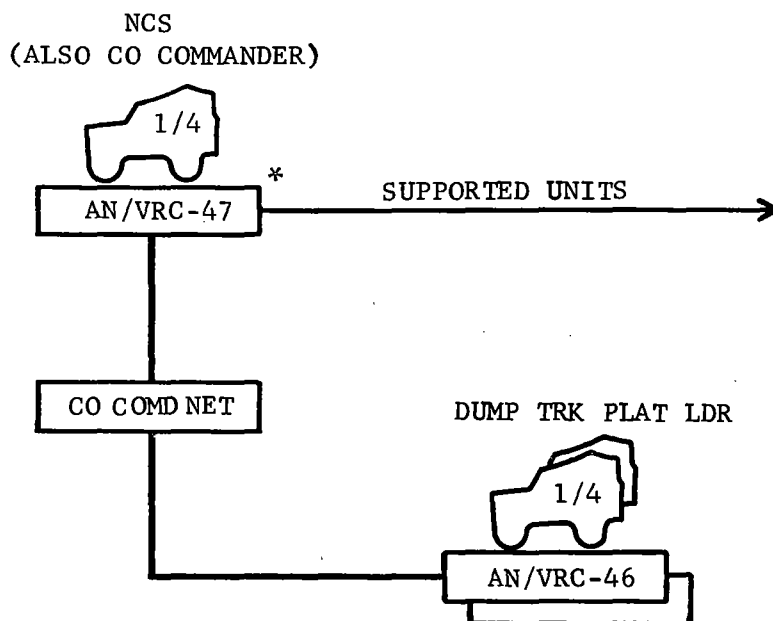 NCS
(ALSO CO COMMANDER)
1/4
AN/VRC-47
*
SUPPORTED UNITS
CO COMD NET
DUMP TRK PLAT LDR
1/4
AN/VRC-46